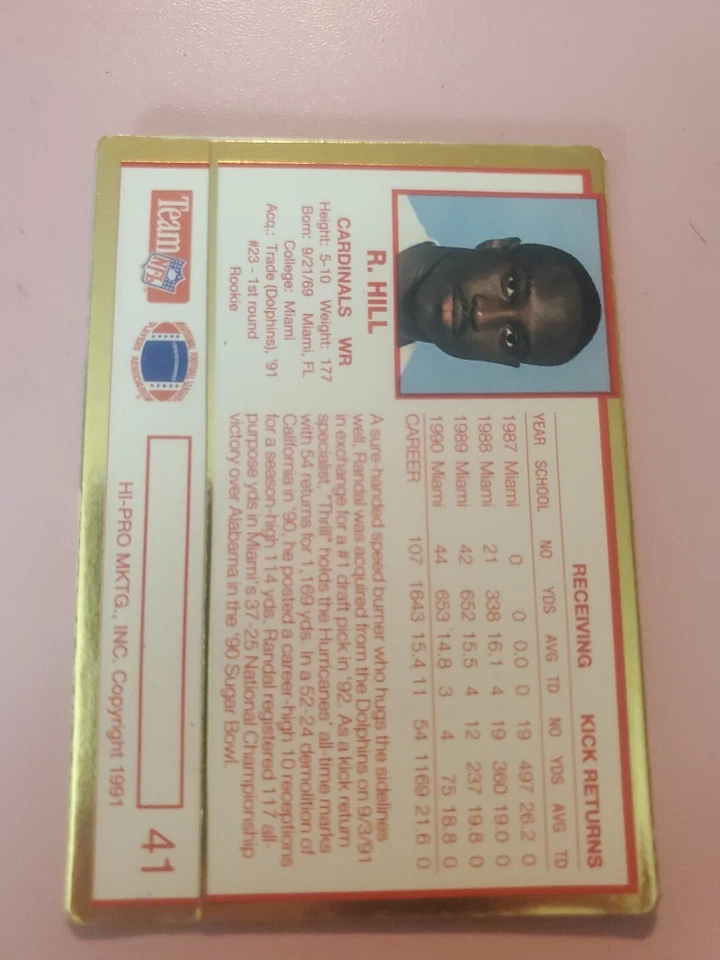 R. HILL
CARDINALS WR
Height: 5-10 Weight: 177
Born: 9/21/69 Miami, FL
College: Miami
Acq.: Trade (Dolphins), '91
#23 - 1st round
Rookie
RECEIVING KICK RETURNS
YEAR SCHOOL NO YDS AVG TD NO YDS AVG TD
1987 Miami 0 0 0.0 0 19 497 26.2 0
1988 Miami 21 338 16.1 4 19 360 19.0 0
1989 Miami 42 652 15.5 4 12 237 19.8 0
1990 Miami 44 653 14.8 3 4 75 18.8 0
CAREER 107 1643 15.4 11 54 1169 21.6 0
A sure-handed speed burner who hugs the sidelines
well, Randal was acquired from the Dolphins on 9/3/91
in exchange for a #1 draft pick in '92. As a kick return
specialist, "Thrill" holds the Hurricanes' all-time marks
with 54 returns for 1,169 yds. In a 52-24 demolition of
California in '90, he posted a career-high 10 receptions
for a season-high 114 yds. Randal registered 117 all-
purpose yds in Miami's 37-25 National Championship
victory over Alabama in the '90 Sugar Bowl.
Team NFL
NATIONAL FOOTBALL LEAGUE
PLAYERS ASSOCIATION
41
HI-PRO MKTG., INC. Copyright 1991